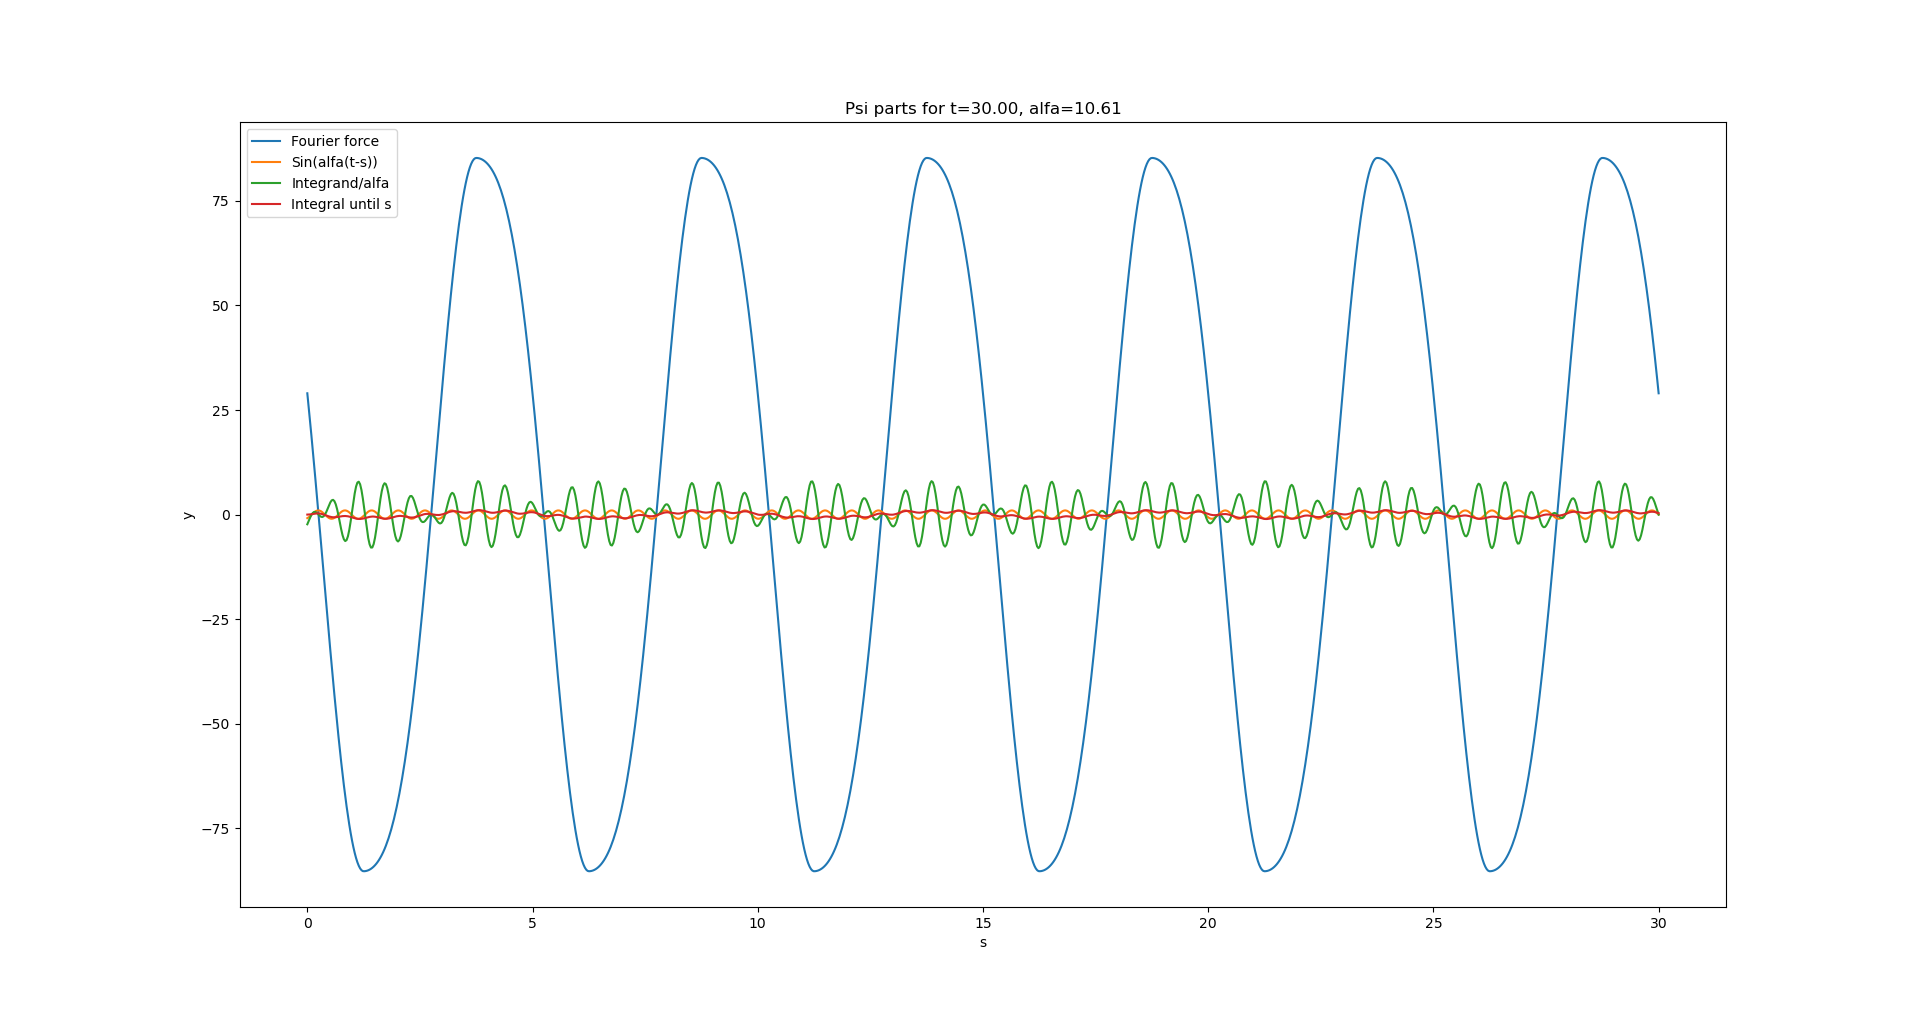 Psi parts for t=30.00, alfa=10.61
Fourier force
Sin(alfa(t-s))
Integrand/alfa
Integral until s
75
50
25
0
−25
−50
−75
y
0 5 10 15 20 25 30
s